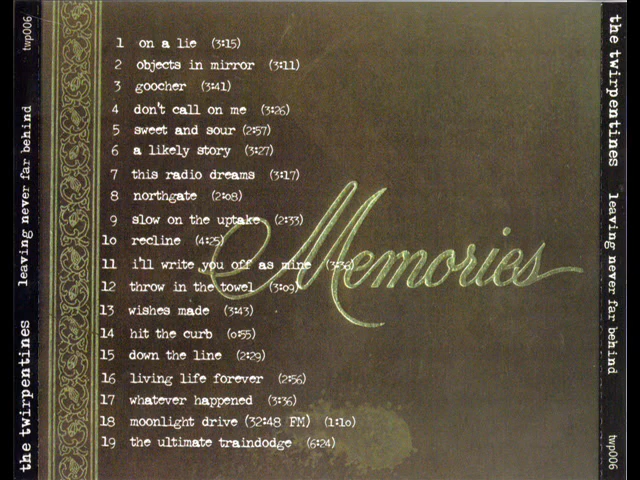 1 on a lie (3:15)
2 objects in mirror (3:11)
3 goocher (3:41)
4 don't call on me (3:26)
5 sweet and sour (2:57)
6 a likely story (3:27)
7 this radio dreams (3:17)
8 northgate (2:08)
9 slow on the uptake (2:33)
10 recline (4:25)
11 i'll write you off as mine
12 throw in the towel (3:09)
13 wishes made (3:43)
14 hit the curb (0:55)
15 down the line (2:29)
16 living life forever (2:56)
17 whatever happened (3:36)
18 moonlight drive (32:48 FM) (1:10)
19 the ultimate traindodge (6:24)
Memories
the twirpentines leaving never far behind twp006
the twirpentines leaving never far behind twp006